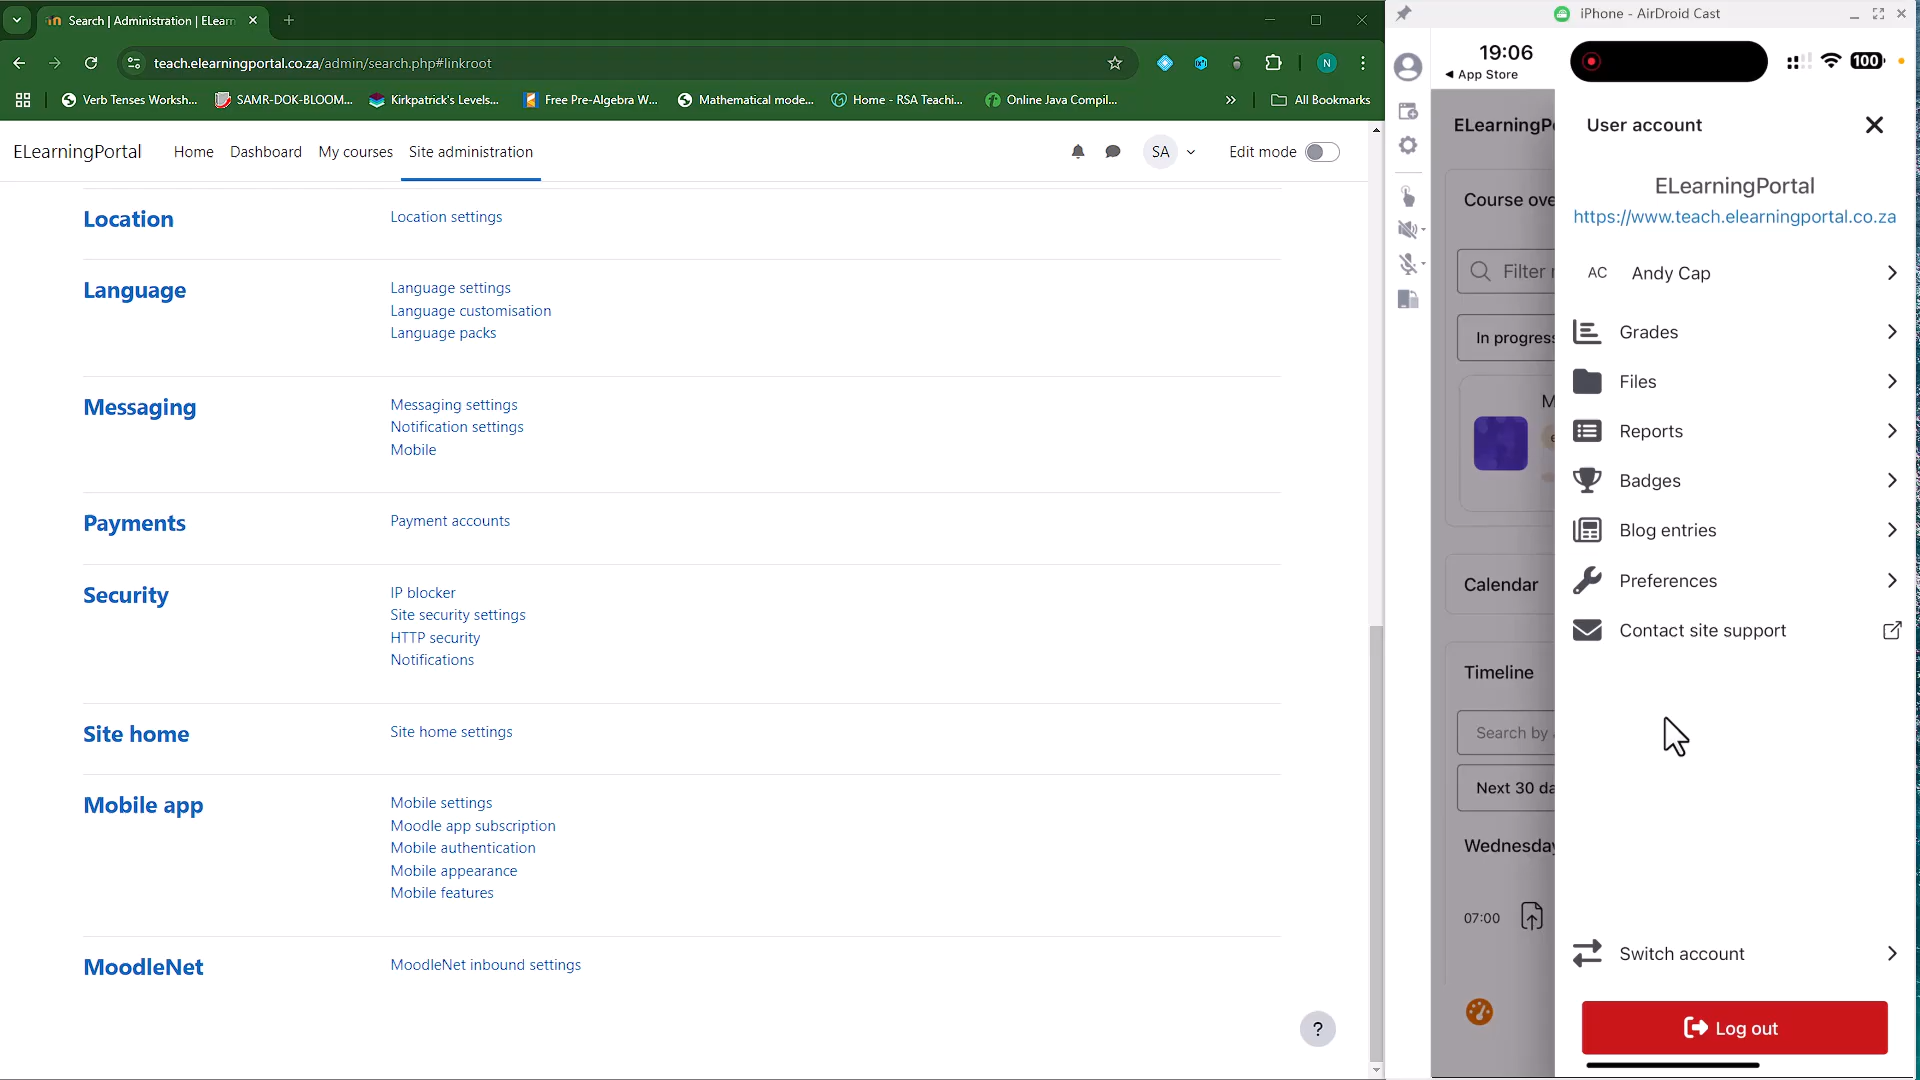 Search | Administration | ELearn
iPhone - AirDroid Cast
teach.elearningportal.co.za/admin/search.php#linkroot
N
Verb Tenses Worksh...
SAMR-DOK-BLOOM...
Kirkpatrick's Levels...
Free Pre-Algebra W...
Mathematical mode...
Home - RSA Teachi...
Online Java Compil...
All Bookmarks
ELearningPortal
Home
Dashboard
My courses
Site administration
SA
Edit mode
Location
Location settings
Language
Language settings
Language customisation
Language packs
Messaging
Messaging settings
Notification settings
Mobile
Payments
Payment accounts
Security
IP blocker
Site security settings
HTTP security
Notifications
Site home
Site home settings
Mobile app
Mobile settings
Moodle app subscription
Mobile authentication
Mobile appearance
Mobile features
MoodleNet
MoodleNet inbound settings
?
19:06
App Store
100
ELearningPo
Course ove
Filter
In progress
M
Calendar
Timeline
Search by
Next 30 da
Wednesday
07:00
User account
ELearningPortal
https://www.teach.elearningportal.co.za
AC Andy Cap
Grades
Files
Reports
Badges
Blog entries
Preferences
Contact site support
Switch account
Log out